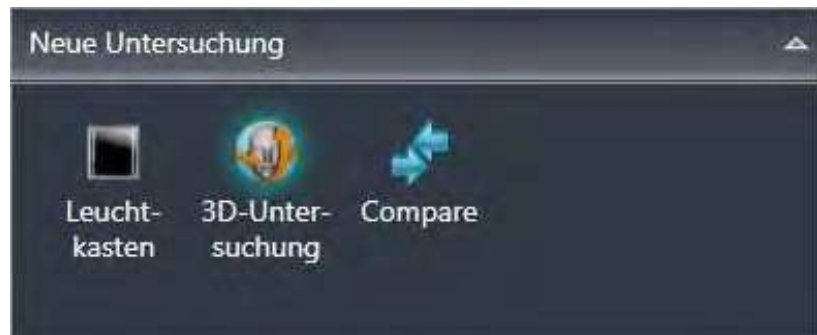 Neue Untersuchung
Leucht-
kasten
3D-Unter-
suchung
Compare